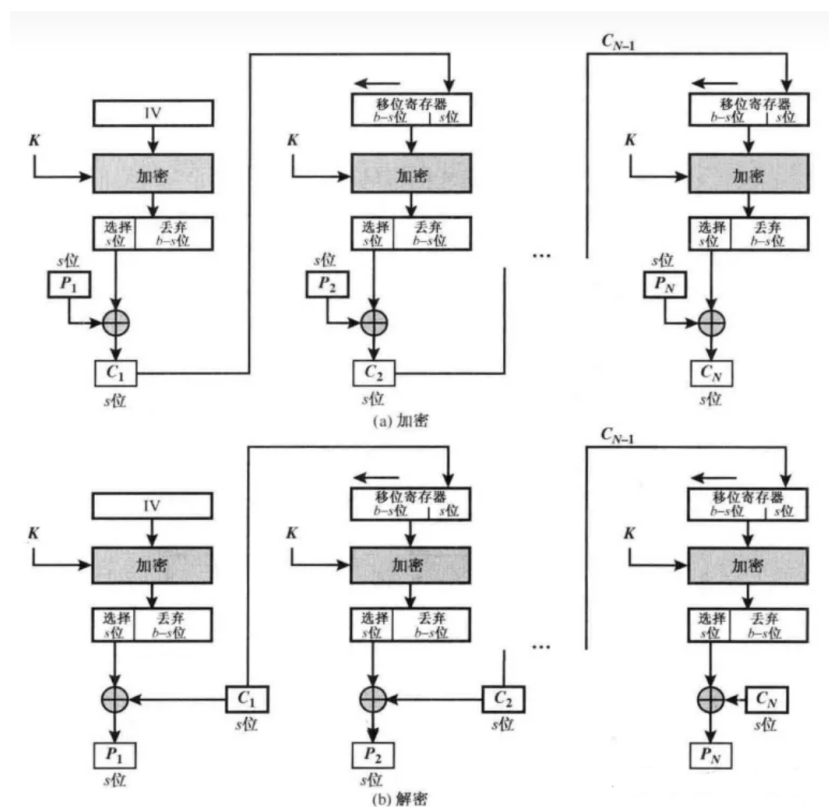 C_{N-1}
IV
移位寄存器
b-s位 | s位
移位寄存器
b-s位 | s位
K
加密
K
加密
K
加密
选择 丢弃
s位 b-s位
选择 丢弃
s位 b-s位
选择 丢弃
s位 b-s位
...
s位
P_1
s位
P_2
s位
P_N
C_1
s位
C_2
s位
C_N
s位
(a) 加密
C_{N-1}
IV
移位寄存器
b-s位 | s位
移位寄存器
b-s位 | s位
K
加密
K
加密
K
加密
选择 丢弃
s位 b-s位
选择 丢弃
s位 b-s位
选择 丢弃
s位 b-s位
...
C_1
s位
C_2
s位
C_N
s位
P_1
s位
P_2
s位
P_N
s位
(b) 解密